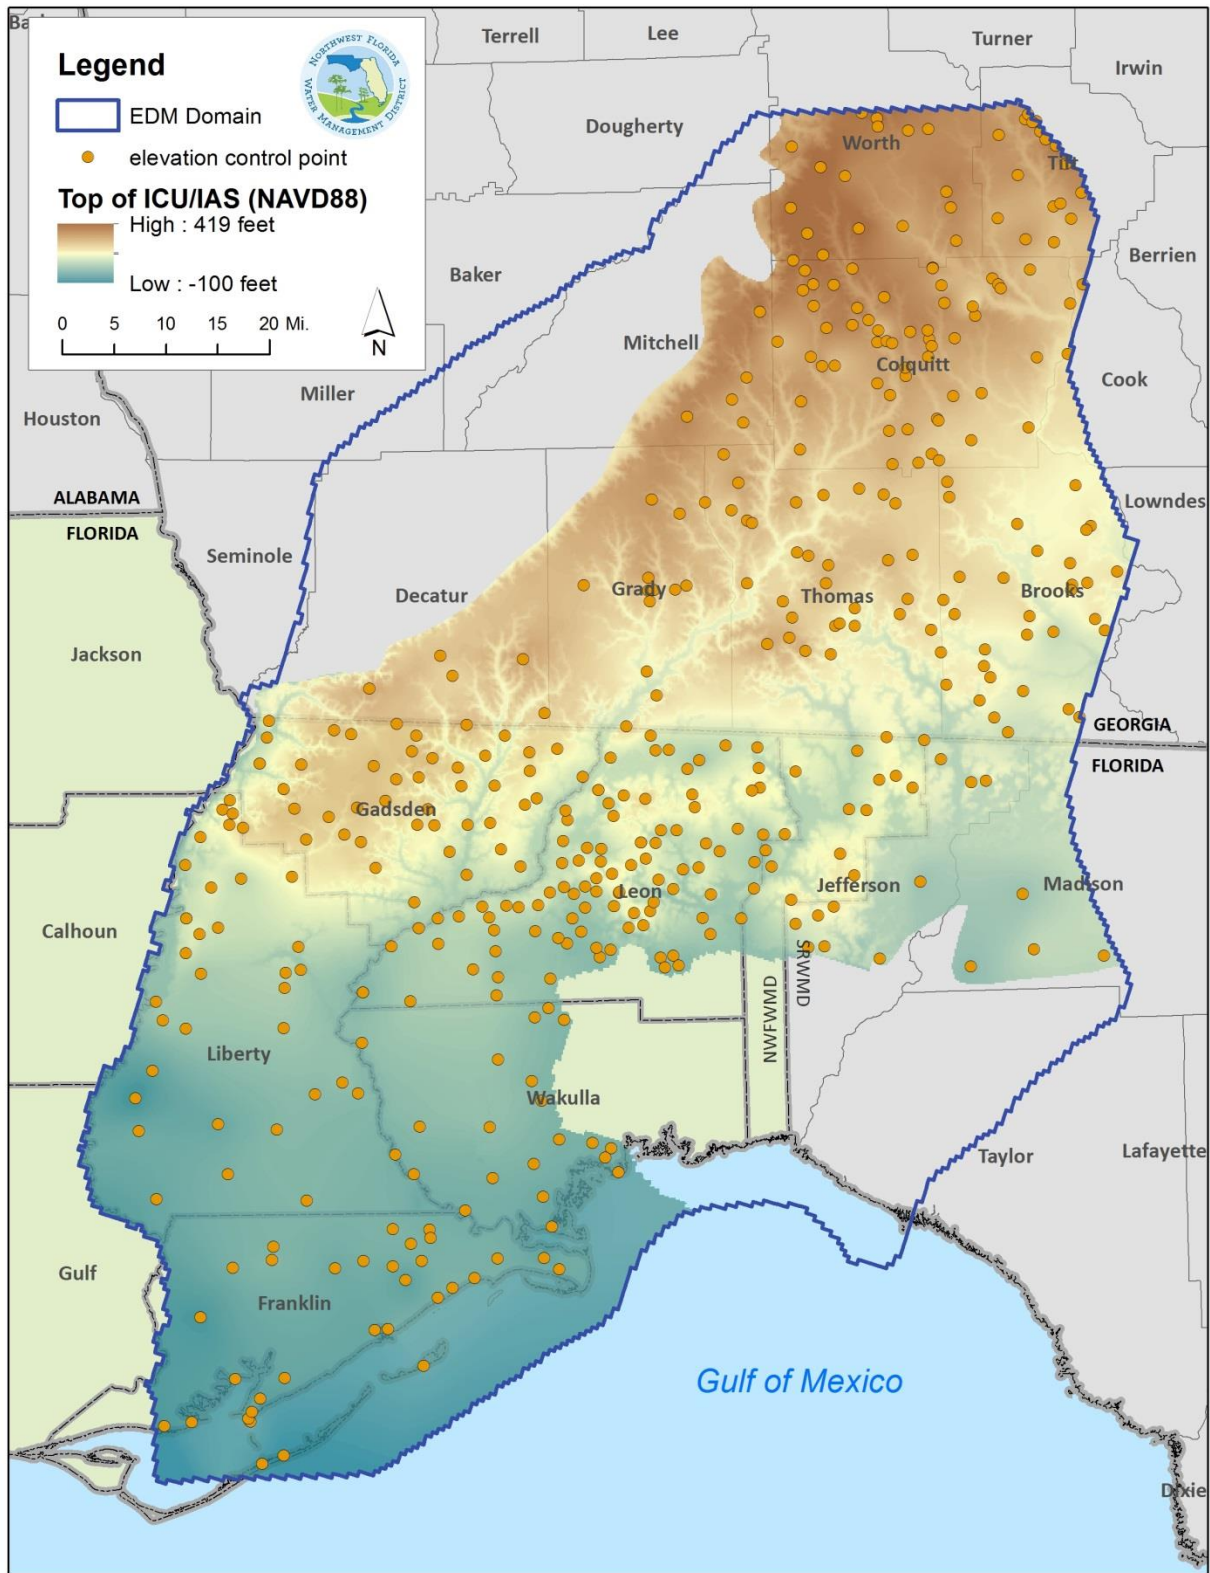 Ba
Terrell
Lee
Turner
Irwin
Legend
NORTHWEST FLORIDA
WATER MANAGEMENT DISTRICT
EDM Domain
elevation control point
Top of ICU/IAS (NAVD88)
High : 419 feet
Low : -100 feet
0 5 10 15 20 Mi.
N
Dougherty
Worth
Tift
Baker
Berrien
Mitchell
Colquitt
Miller
Cook
Houston
ALABAMA
FLORIDA
Lowndes
Seminole
Decatur
Grady
Thomas
Brooks
Jackson
GEORGIA
FLORIDA
Gadsden
Leon
Jefferson
Madison
Calhoun
NWFWMD
SRWMD
Liberty
Wakulla
Taylor
Lafayette
Gulf
Franklin
Gulf of Mexico
Dixie